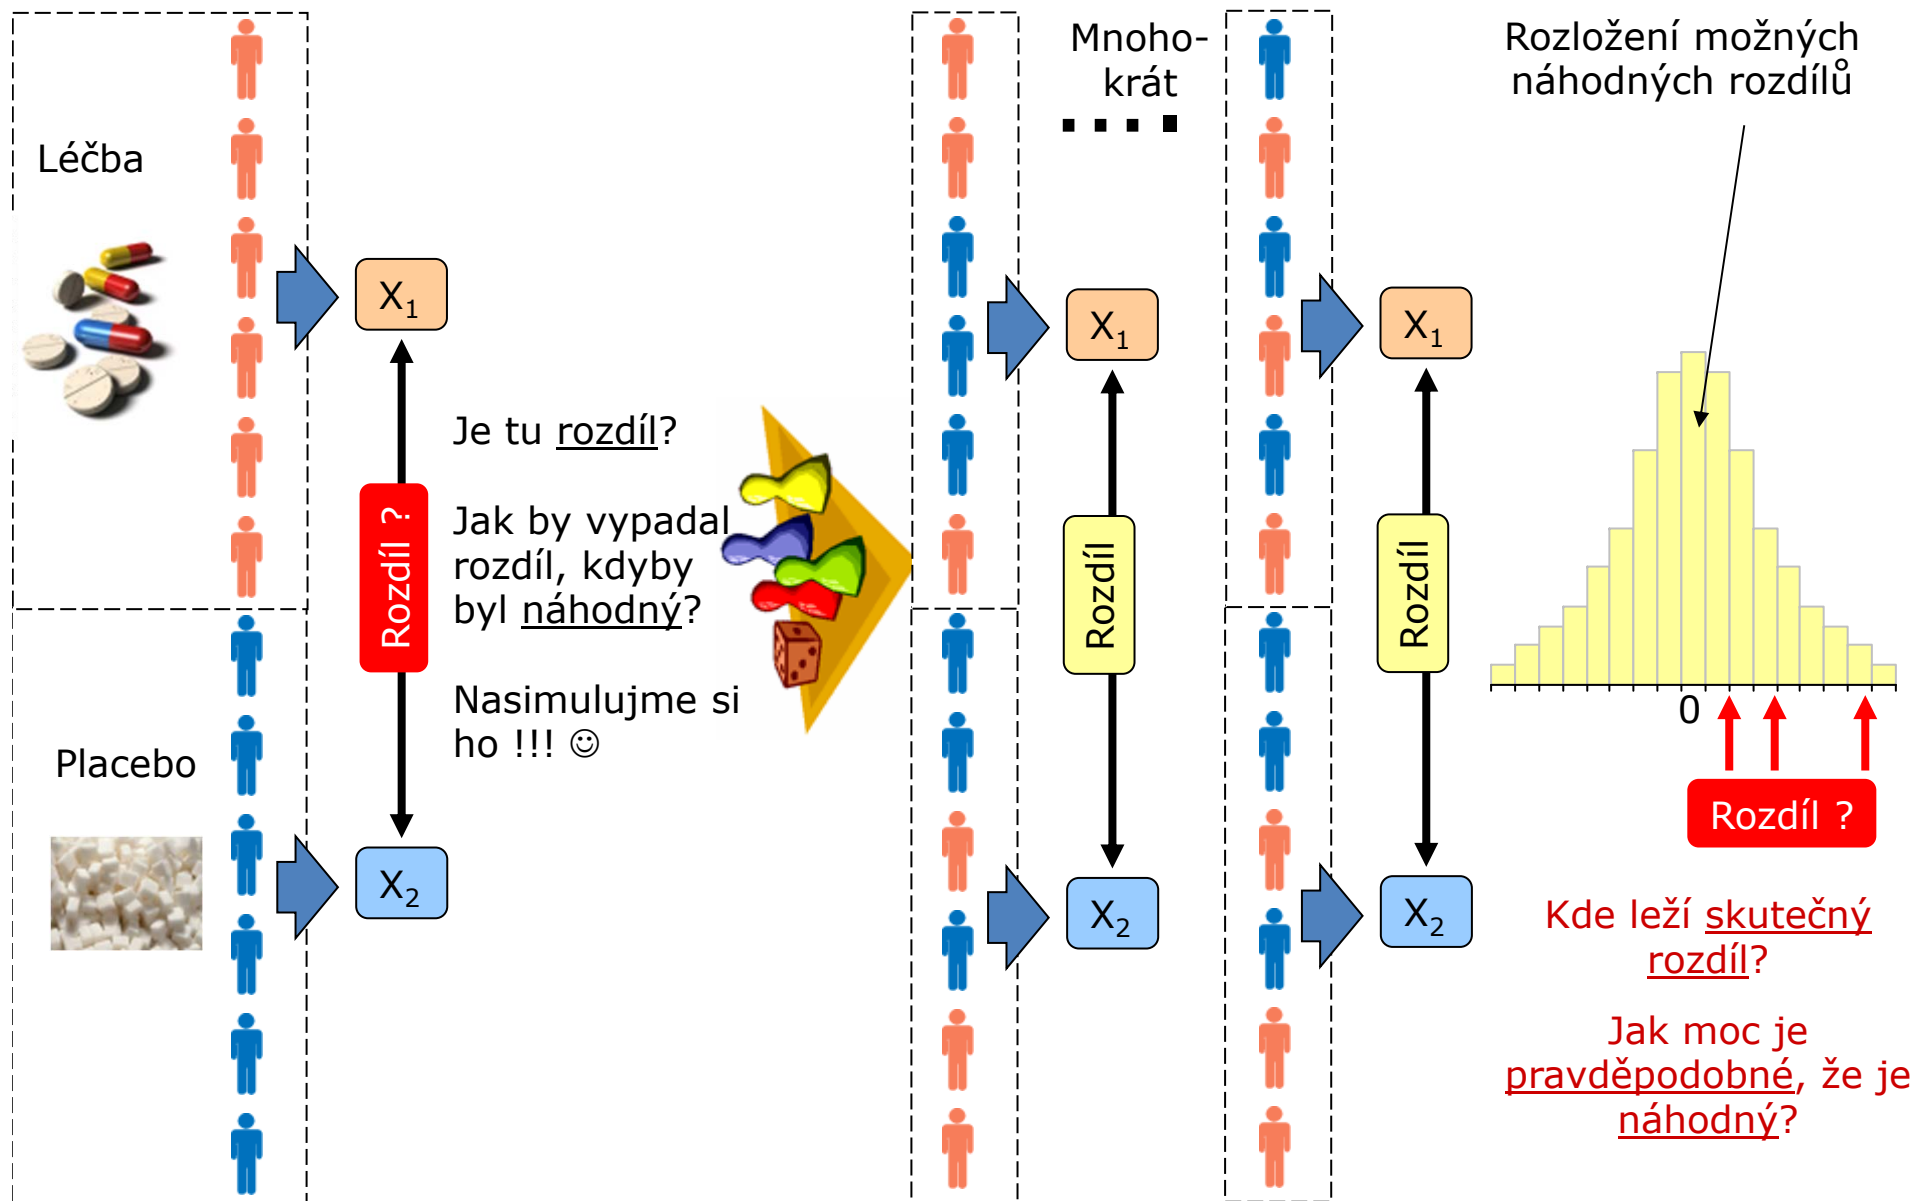 Léčba
X1
Rozdíl ?
Placebo
X2
Je tu rozdíl?
Jak by vypadal
rozdíl, kdyby
byl náhodný?
Nasimulujme si
ho !!! ☺
Mnoho-
krát
X1
Rozdíl
X2
X1
Rozdíl
X2
Rozložení možných
náhodných rozdílů
0
Rozdíl ?
Kde leží skutečný
rozdíl?
Jak moc je
pravděpodobné, že je
náhodný?